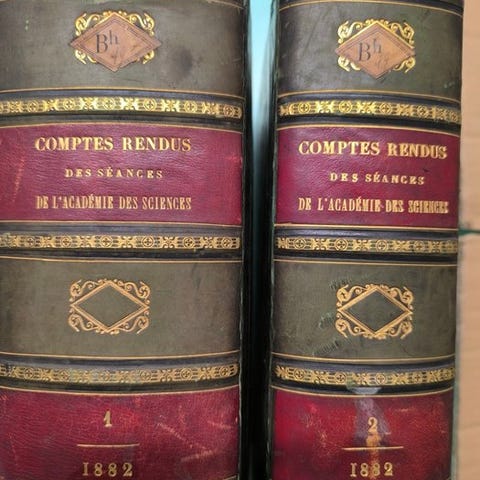 Bh
COMPTES RENDUS
DES SÉANCES
DE L'ACADÉMIE DES SCIENCES
1
1882
Bh
COMPTES RENDUS
DES SÉANCES
DE L'ACADÉMIE DES SCIENCES
2
1882